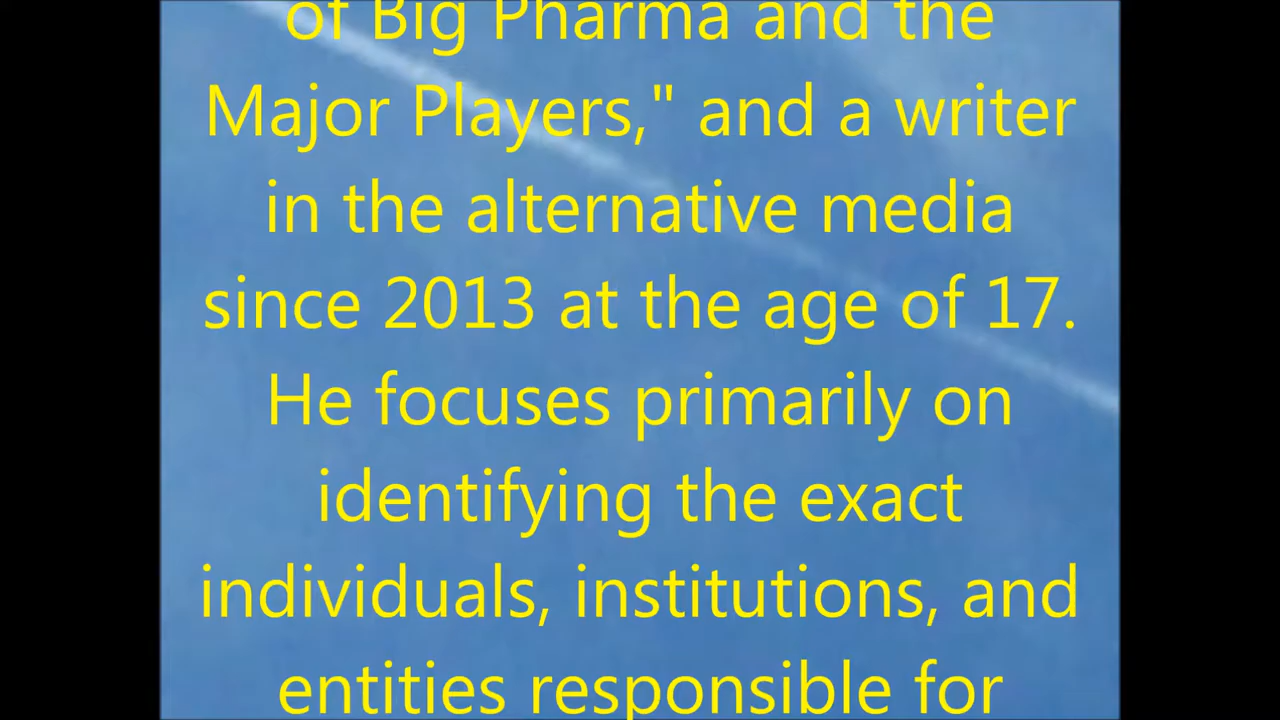 of Big Pharma and the
Major Players," and a writer
in the alternative media
since 2013 at the age of 17.
He focuses primarily on
identifying the exact
individuals, institutions, and
entities responsible for